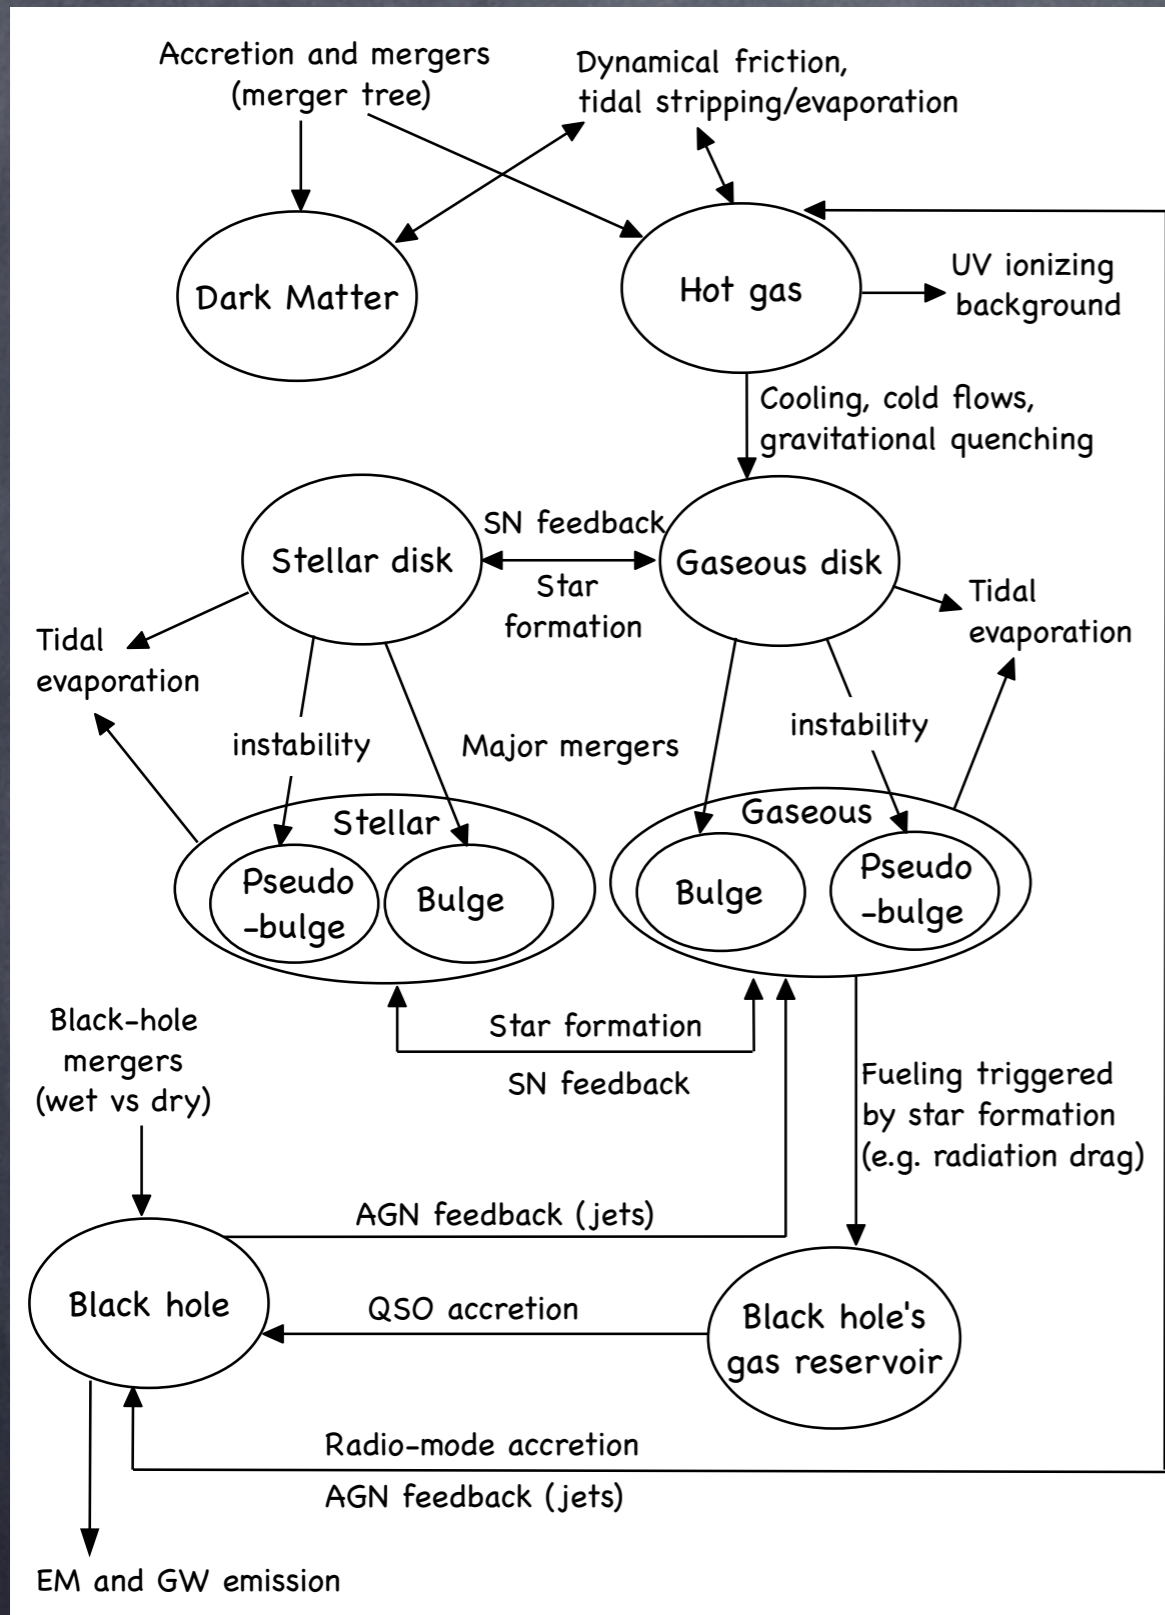 Accretion and mergers
(merger tree)
Dynamical friction,
tidal stripping/evaporation
Dark Matter
Hot gas
UV ionizing
background
Cooling, cold flows,
gravitational quenching
Stellar disk
SN feedback
Star
formation
Gaseous disk
Tidal
evaporation
Tidal
evaporation
instability
Major mergers
instability
Stellar
Pseudo
-bulge
Bulge
Gaseous
Bulge
Pseudo
-bulge
Star formation
SN feedback
Black-hole
mergers
(wet vs dry)
Fueling triggered
by star formation
(e.g. radiation drag)
AGN feedback (jets)
Black hole
QSO accretion
Black hole's
gas reservoir
Radio-mode accretion
AGN feedback (jets)
EM and GW emission